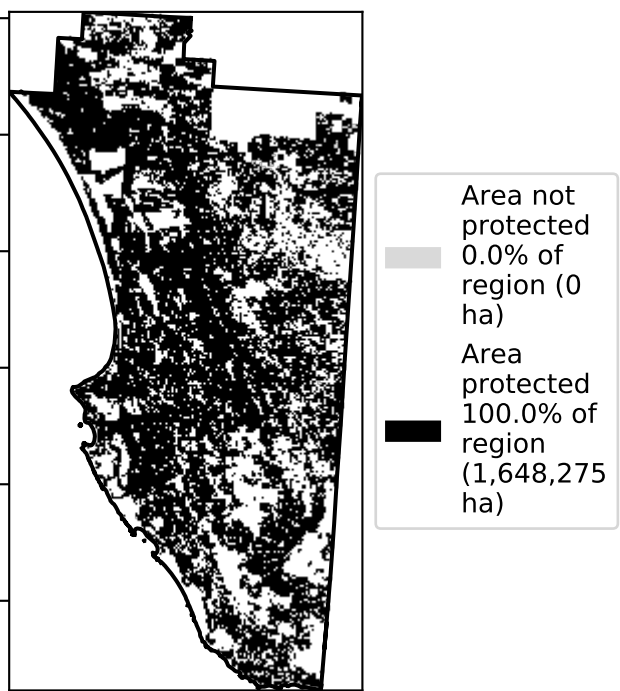 Area not
protected
0.0% of
region (0
ha)
Area
protected
100.0% of
region
(1,648,275
ha)